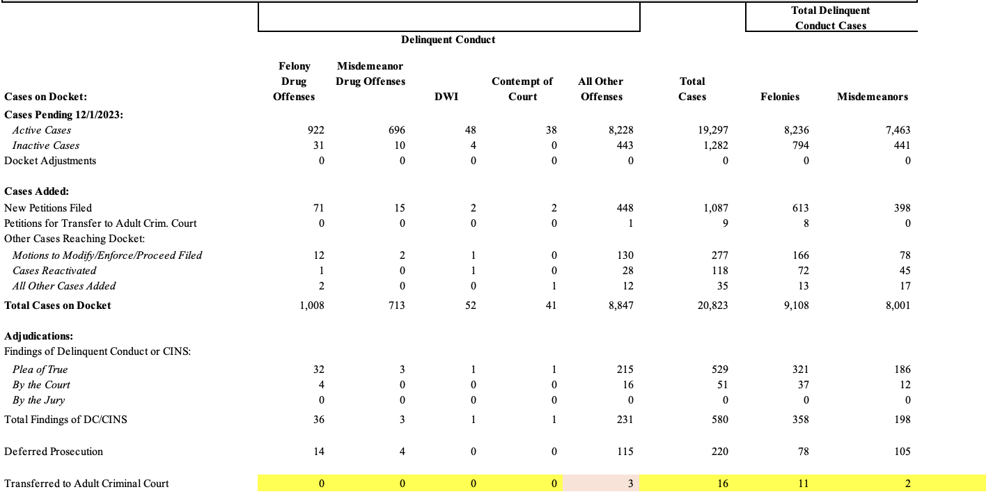 Total Delinquent
Conduct Cases
Delinquent Conduct
Felony Misdemeanor
Drug Drug Offenses Contempt of All Other Total
Cases on Docket: Offenses DWI Court Offenses Cases Felonies Misdemeanors
Cases Pending 12/1/2023:
Active Cases 922 696 48 38 8,228 19,297 8,236 7,463
Inactive Cases 31 10 4 0 443 1,282 794 441
Docket Adjustments 0 0 0 0 0 0 0 0
Cases Added:
New Petitions Filed 71 15 2 2 448 1,087 613 398
Petitions for Transfer to Adult Crim. Court 0 0 0 0 1 9 8 0
Other Cases Reaching Docket:
Motions to Modify/Enforce/Proceed Filed 12 2 1 0 130 277 166 78
Cases Reactivated 1 0 1 0 28 118 72 45
All Other Cases Added 2 0 0 1 12 35 13 17
Total Cases on Docket 1,008 713 52 41 8,847 20,823 9,108 8,001
Adjudications:
Findings of Delinquent Conduct or CINS:
Plea of True 32 3 1 1 215 529 321 186
By the Court 4 0 0 0 16 51 37 12
By the Jury 0 0 0 0 0 0 0 0
Total Findings of DC/CINS 36 3 1 1 231 580 358 198
Deferred Prosecution 14 4 0 0 115 220 78 105
Transferred to Adult Criminal Court 0 0 0 0 3 16 11 2